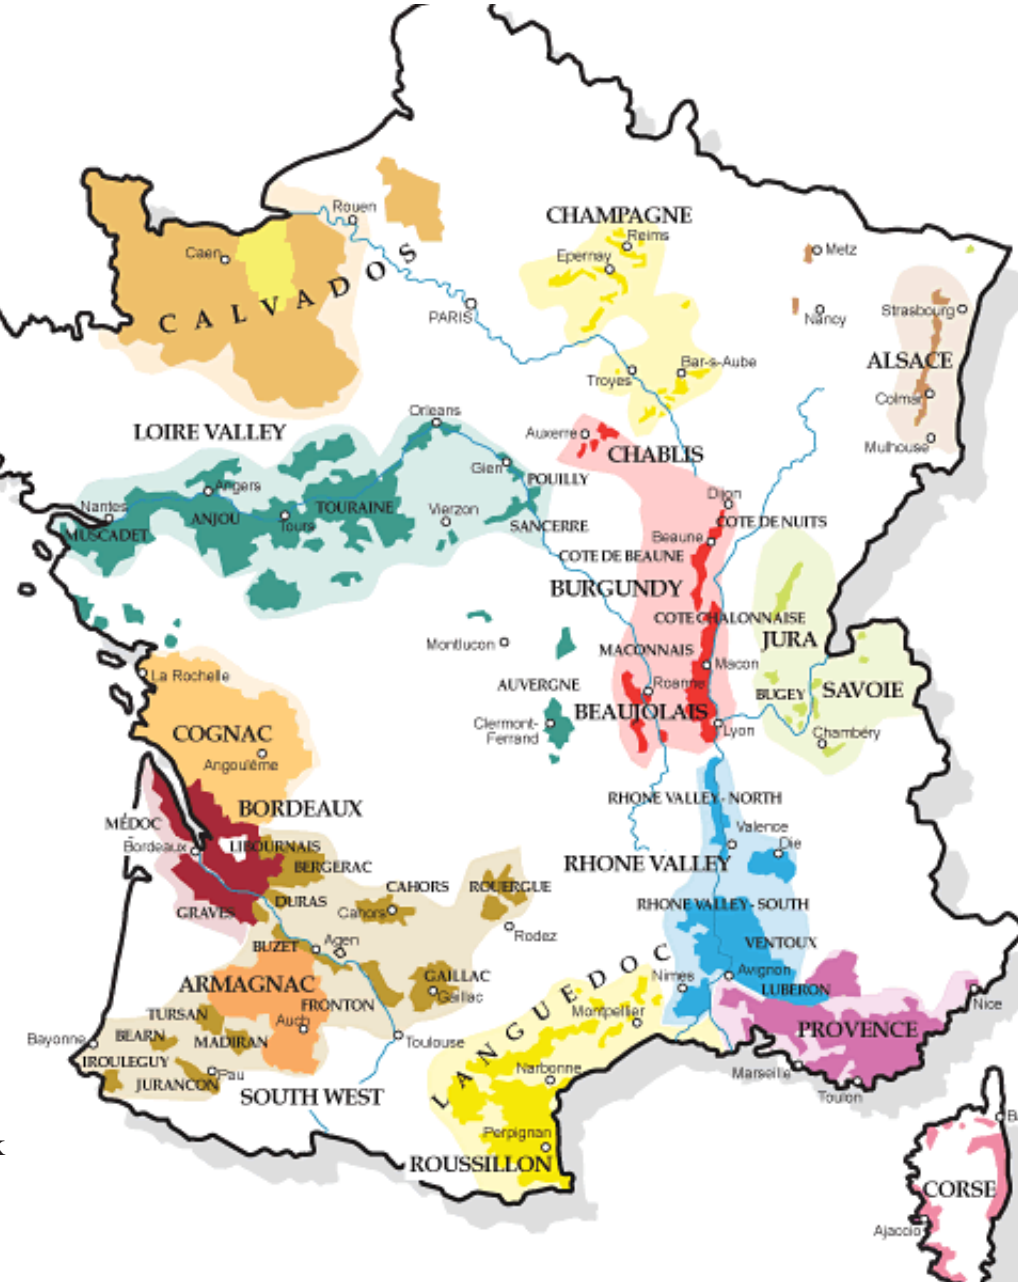 CHAMPAGNE
Rouen
Reims
Epernay
Caen
Metz
CALVADOS
PARIS
Nancy
Strasbourg
ALSACE
Bar-s-Aube
Troyes
Colmar
Orleans
LOIRE VALLEY
Auxerre
CHABLIS
Mulhouse
Gien
POUILLY
Angers
Dijon
Nantes
TOURAINE
Vierzon
ANJOU
Tours
SANCERRE
COTE DE NUITS
MUSCADET
Beaune
COTE DE BEAUNE
BURGUNDY
COTE CHALONNAISE
JURA
Montlucon
MACONNAIS
Macon
La Rochelle
AUVERGNE
Roanne
BUGEY
SAVOIE
BEAUJOLAIS
Clermont-
Ferrand
Lyon
Chambéry
COGNAC
Angoulême
RHONE VALLEY - NORTH
BORDEAUX
MÉDOC
Valence
Bordeaux
LIBOURNAIS
Die
BERGERAC
RHONE VALLEY
CAHORS
ROUERGUE
DURAS
Cahors
GRAVES
RHONE VALLEY - SOUTH
Rodez
BUZET
Agen
VENTOUX
LANGUEDOC
Nimes
Avignon
ARMAGNAC
GAILLAC
Gaillac
LUBERON
Nice
FRONTON
TURSAN
Montpellier
Auch
PROVENCE
BEARN
MADIRAN
Bayonne
Toulouse
IROULEGUY
Pau
Narbonne
Marseille
JURANCON
SOUTH WEST
Toulon
B
Perpignan
k
ROUSSILLON
CORSE
Ajaccio